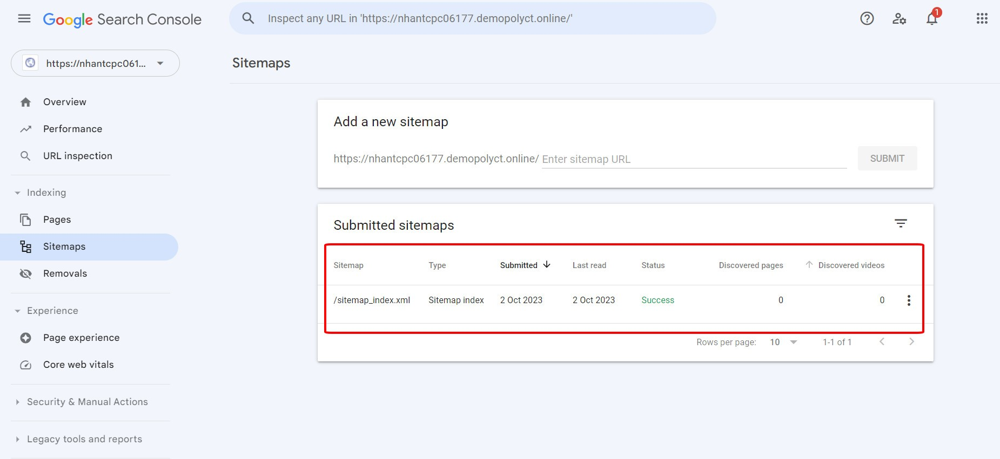 Google Search Console
Inspect any URL in 'https://nhantcpc06177.demopolyct.online/'
1
https://nhantcpc061...
Overview
Performance
URL inspection
Indexing
Pages
Sitemaps
Removals
Experience
Page experience
Core web vitals
Security & Manual Actions
Legacy tools and reports
Sitemaps
Add a new sitemap
https://nhantcpc06177.demopolyct.online/ Enter sitemap URL SUBMIT
Submitted sitemaps
Sitemap Type Submitted Last read Status Discovered pages Discovered videos
/sitemap_index.xml Sitemap index 2 Oct 2023 2 Oct 2023 Success 0 0
Rows per page: 10 1-1 of 1